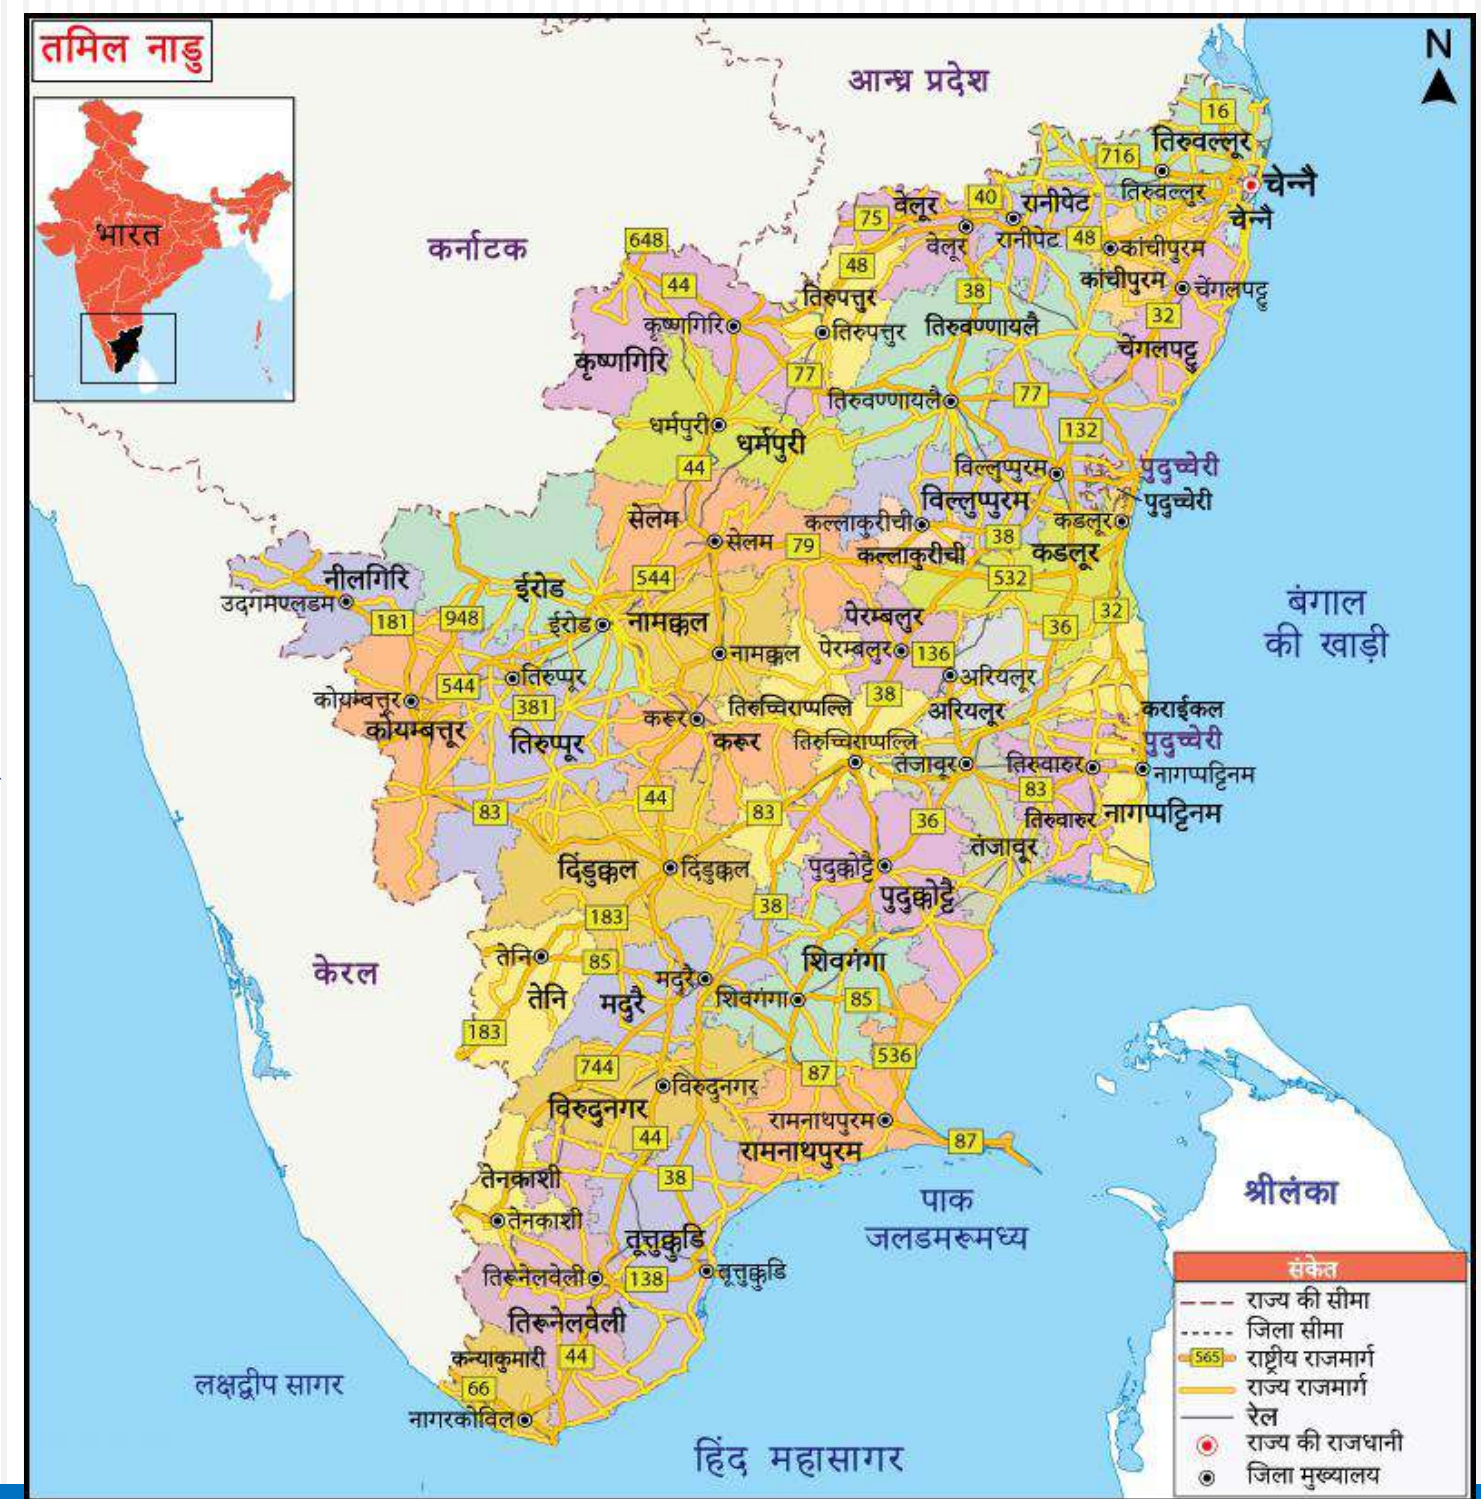 तमिल नाडु
N
आन्ध्र प्रदेश
भारत
16
तिरुवल्लूर
716
तिरुवल्लुर
चेन्नै
चेन्नै
40
रानीपेट
वेलूर
75
वेलूर
रानीपेट
48
कांचीपुरम
कर्नाटक
648
48
कांचीपुरम
चेंगलपट्टु
44
तिरुपत्तुर
38
32
कृष्णगिरि
तिरुपत्तुर
तिरुवण्णायलै
चेंगलपट्टु
कृष्णगिरि
77
तिरुवण्णायलै
77
धर्मपुरी
धर्मपुरी
132
44
विल्लुप्पुरम
पुदुच्चेरी
विल्लुप्पुरम
पुदुच्चेरी
सेलम
कल्लाकुरीची
कडलूर
सेलम
79
38
कल्लाकुरीची
कडलूर
नीलगिरि
544
532
ईरोड
उदगमण्लडम
181
948
ईरोड
नामक्कल
पेरम्बलुर
36
32
बंगाल
की खाड़ी
नामक्कल
पेरम्बलुर
136
तिरुप्पूर
अरियलूर
कोयम्बत्तूर
544
381
38
करूर
तिरुच्चिराप्पल्लि
अरियलूर
कराईकल
कोयम्बत्तूर
तिरुप्पूर
करूर
तिरुच्चिराप्पल्लि
पुदुच्चेरी
तंजावूर
तिरुवारुर
नागप्पट्टिनम
83
44
83
83
36
तिरुवारुर
नागप्पट्टिनम
तंजावूर
दिंडुक्कल
दिंडुक्कल
पुदुक्कोट्टै
पुदुक्कोट्टै
183
38
तेनि
85
शिवगंगा
केरल
मदुरै
तेनि
मदुरै
शिवगंगा
85
183
536
744
87
विरुदुनगर
विरुदुनगर
रामनाथपुरम
44
रामनाथपुरम
87
तेनकाशी
38
पाक
जलडमरूमध्य
श्रीलंका
तेनकाशी
तूत्तुक्कुडि
तिरूनेलवेली
138
तूत्तुक्कुडि
तिरूनेलवेली
कन्याकुमारी
44
66
लक्षद्वीप सागर
नागरकोविल
हिंद महासागर
संकेत
राज्य की सीमा
जिला सीमा
565
राष्ट्रीय राजमार्ग
राज्य राजमार्ग
रेल
राज्य की राजधानी
जिला मुख्यालय